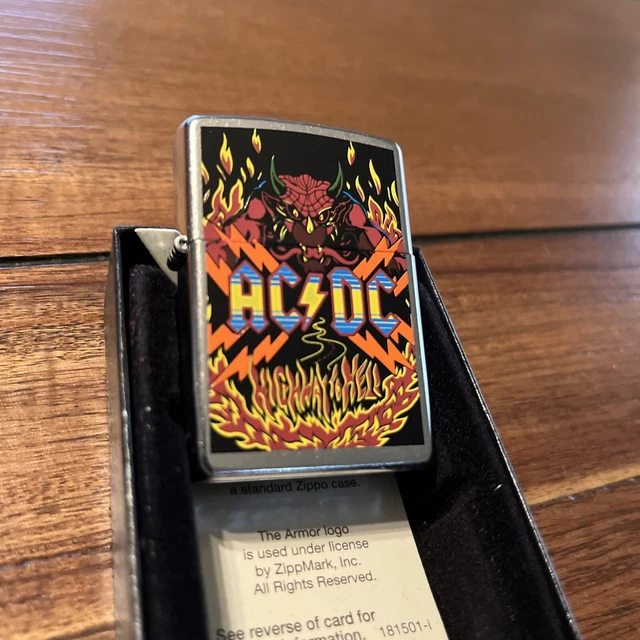 AC⚡DC
HIGHWAY TO HELL
a standard Zippo case.
The Armor logo
is used under license
by ZippMark, Inc.
All Rights Reserved.
See reverse of card for
information.
181501-i